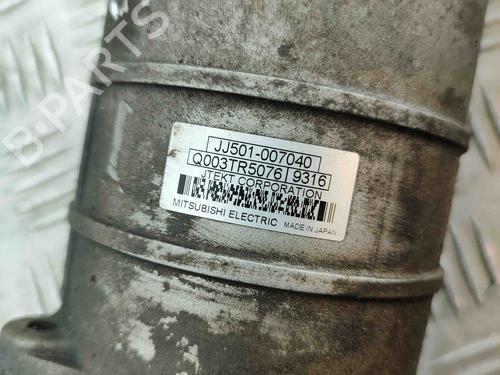 B-PARTS
JJ501-007040
Q003TR5076 9316
JTEKT CORPORATION
MITSUBISHI ELECTRIC MADE IN JAPAN